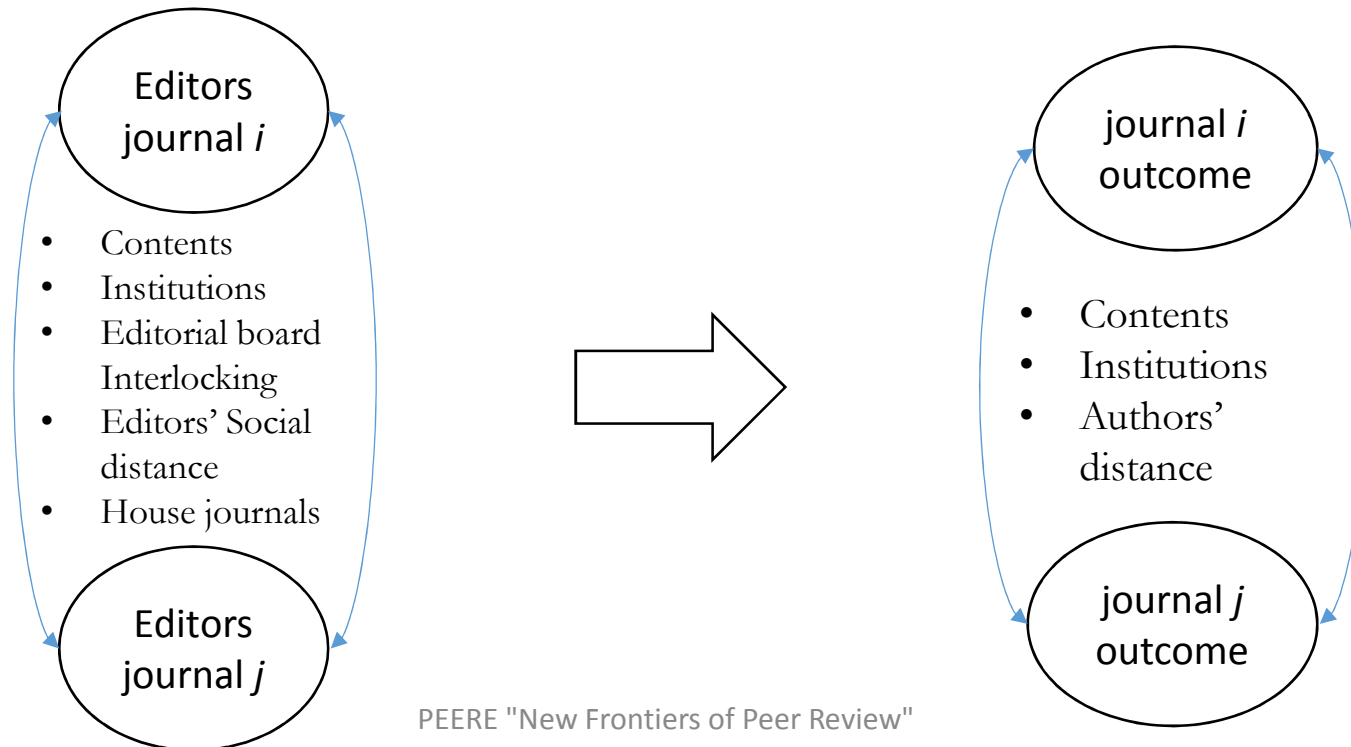 Editors
journal i
• Contents
• Institutions
• Editorial board
Interlocking
• Editors’ Social
distance
• House journals
Editors
journal j
journal i
outcome
• Contents
• Institutions
• Authors’
distance
journal j
outcome
PEERE "New Frontiers of Peer Review"